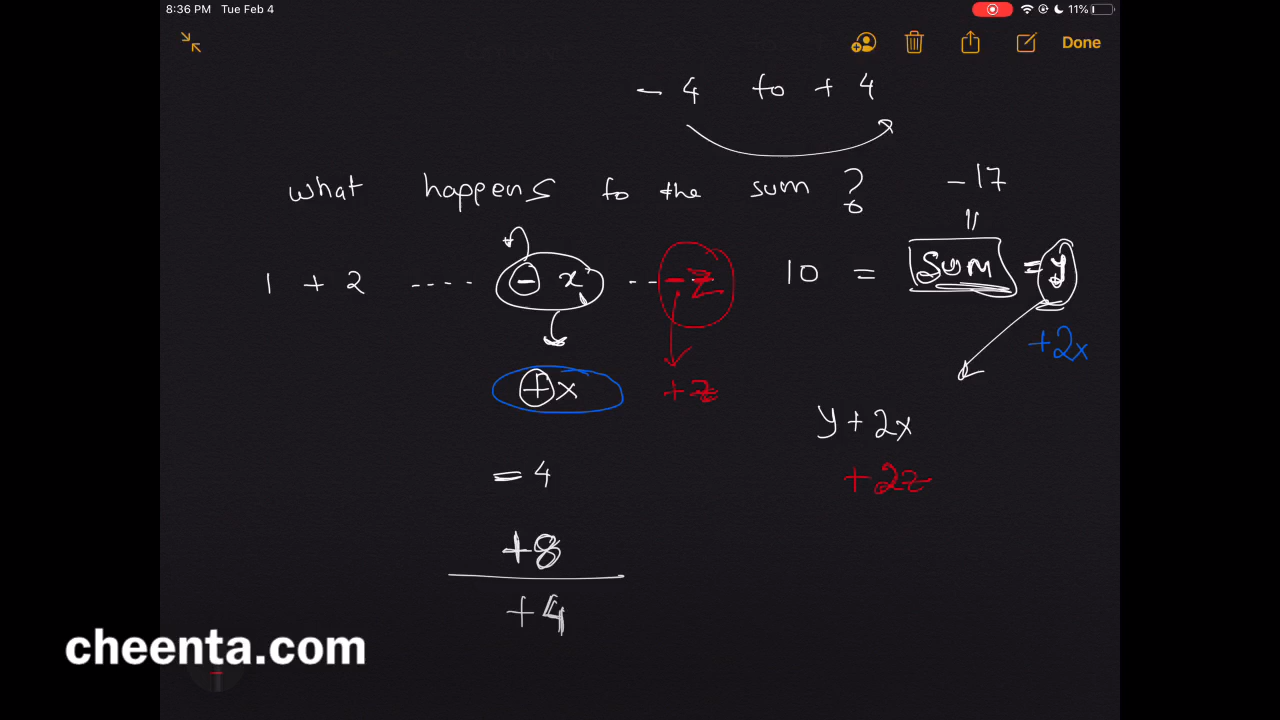 8:36 PM Tue Feb 4
11%
Done
- 4 to + 4
what happens to the sum ?
- 17
||
1 + 2 .... - x ... - z 10 = Sum = y
+2x
+x +z
y + 2x
+2z
= 4
+8
+4
cheenta.com